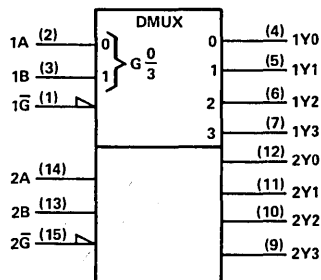 DMUX
1A (2) 0 } G 0/3 0 (4) 1Y0
1B (3) 1 1 (5) 1Y1
1G̅ (1) 2 (6) 1Y2
3 (7) 1Y3
(12) 2Y0
2A (14) (11) 2Y1
2B (13) (10) 2Y2
2G̅ (15) (9) 2Y3